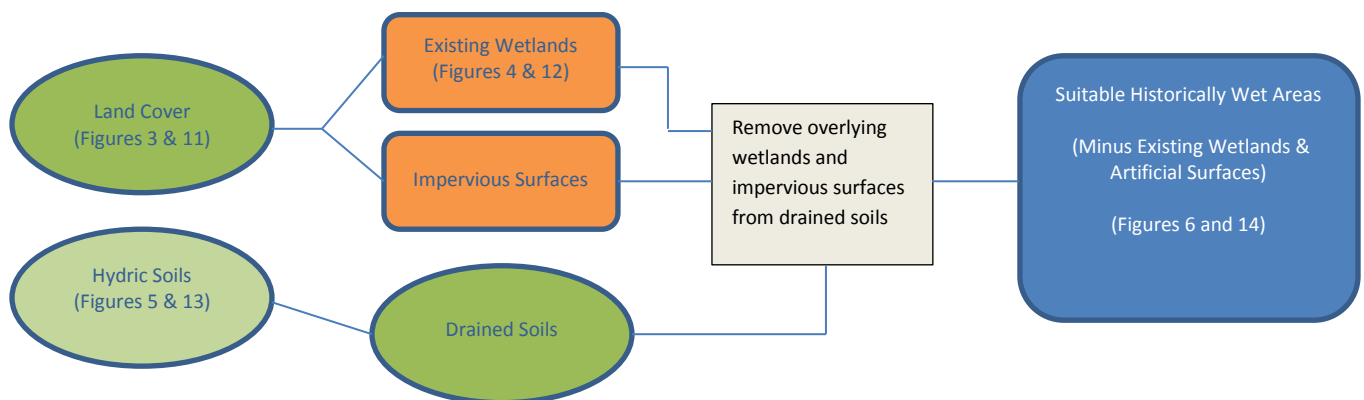 Land Cover
(Figures 3 & 11)
Existing Wetlands
(Figures 4 & 12)
Impervious Surfaces
Hydric Soils
(Figures 5 & 13)
Drained Soils
Remove overlying
wetlands and
impervious surfaces
from drained soils
Suitable Historically Wet Areas
(Minus Existing Wetlands &
Artificial Surfaces)
(Figures 6 and 14)